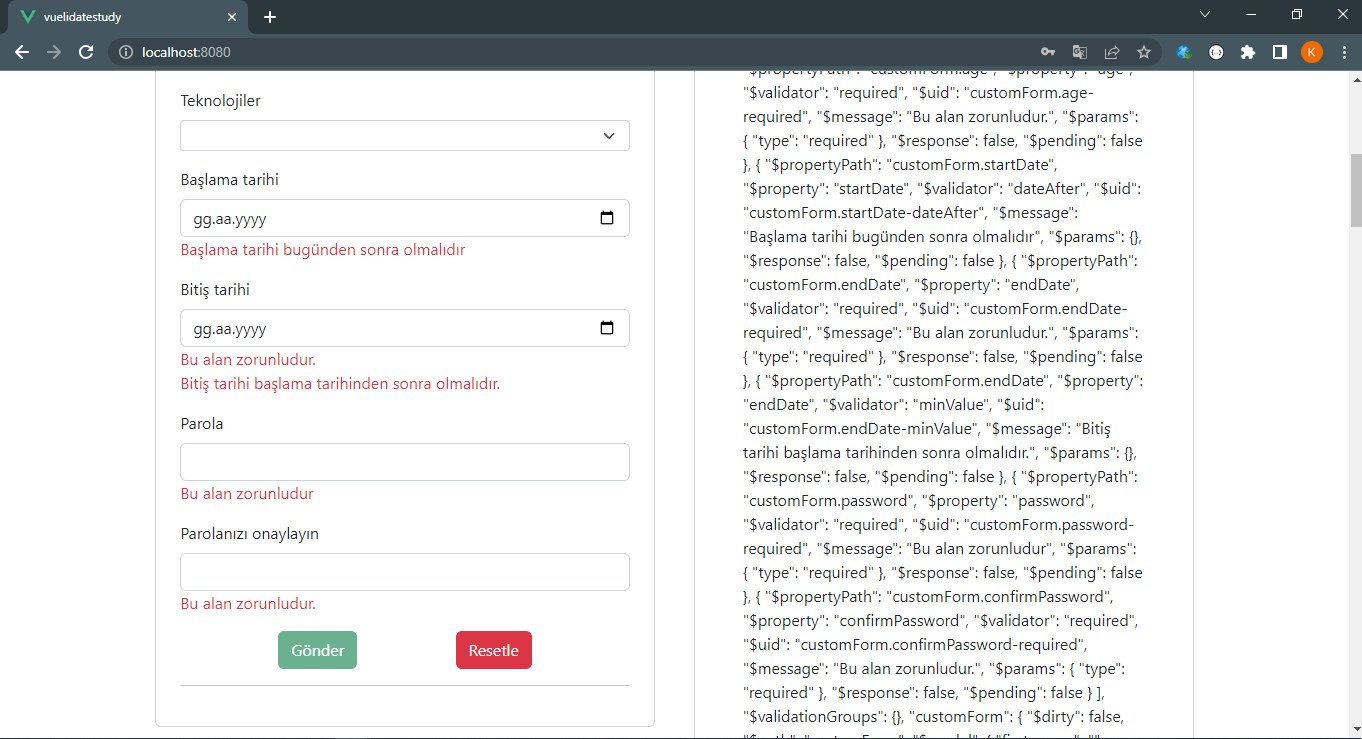 vuelidatestudy
localhost:8080
K
Teknolojiler
Başlama tarihi
gg.aa.yyyy
Başlama tarihi bugünden sonra olmalıdır
Bitiş tarihi
gg.aa.yyyy
Bu alan zorunludur.
Bitiş tarihi başlama tarihinden sonra olmalıdır.
Parola
Bu alan zorunludur
Parolanızı onaylayın
Bu alan zorunludur.
Gönder
Resetle
"$propertyPath": "customForm.age", "$property": "age",
"$validator": "required", "$uid": "customForm.age-
required", "$message": "Bu alan zorunludur.", "$params":
{ "type": "required" }, "$response": false, "$pending": false
}, { "$propertyPath": "customForm.startDate",
"$property": "startDate", "$validator": "dateAfter", "$uid":
"customForm.startDate-dateAfter", "$message":
"Başlama tarihi bugünden sonra olmalıdır", "$params": {},
"$response": false, "$pending": false }, { "$propertyPath":
"customForm.endDate", "$property": "endDate",
"$validator": "required", "$uid": "customForm.endDate-
required", "$message": "Bu alan zorunludur.", "$params":
{ "type": "required" }, "$response": false, "$pending": false
}, { "$propertyPath": "customForm.endDate", "$property":
"endDate", "$validator": "minValue", "$uid":
"customForm.endDate-minValue", "$message": "Bitiş
tarihi başlama tarihinden sonra olmalıdır.", "$params": {},
"$response": false, "$pending": false }, { "$propertyPath":
"customForm.password", "$property": "password",
"$validator": "required", "$uid": "customForm.password-
required", "$message": "Bu alan zorunludur", "$params":
{ "type": "required" }, "$response": false, "$pending": false
}, { "$propertyPath": "customForm.confirmPassword",
"$property": "confirmPassword", "$validator": "required",
"$uid": "customForm.confirmPassword-required",
"$message": "Bu alan zorunludur.", "$params": { "type":
"required" }, "$response": false, "$pending": false } ],
"$validationGroups": {}, "customForm": { "$dirty": false,